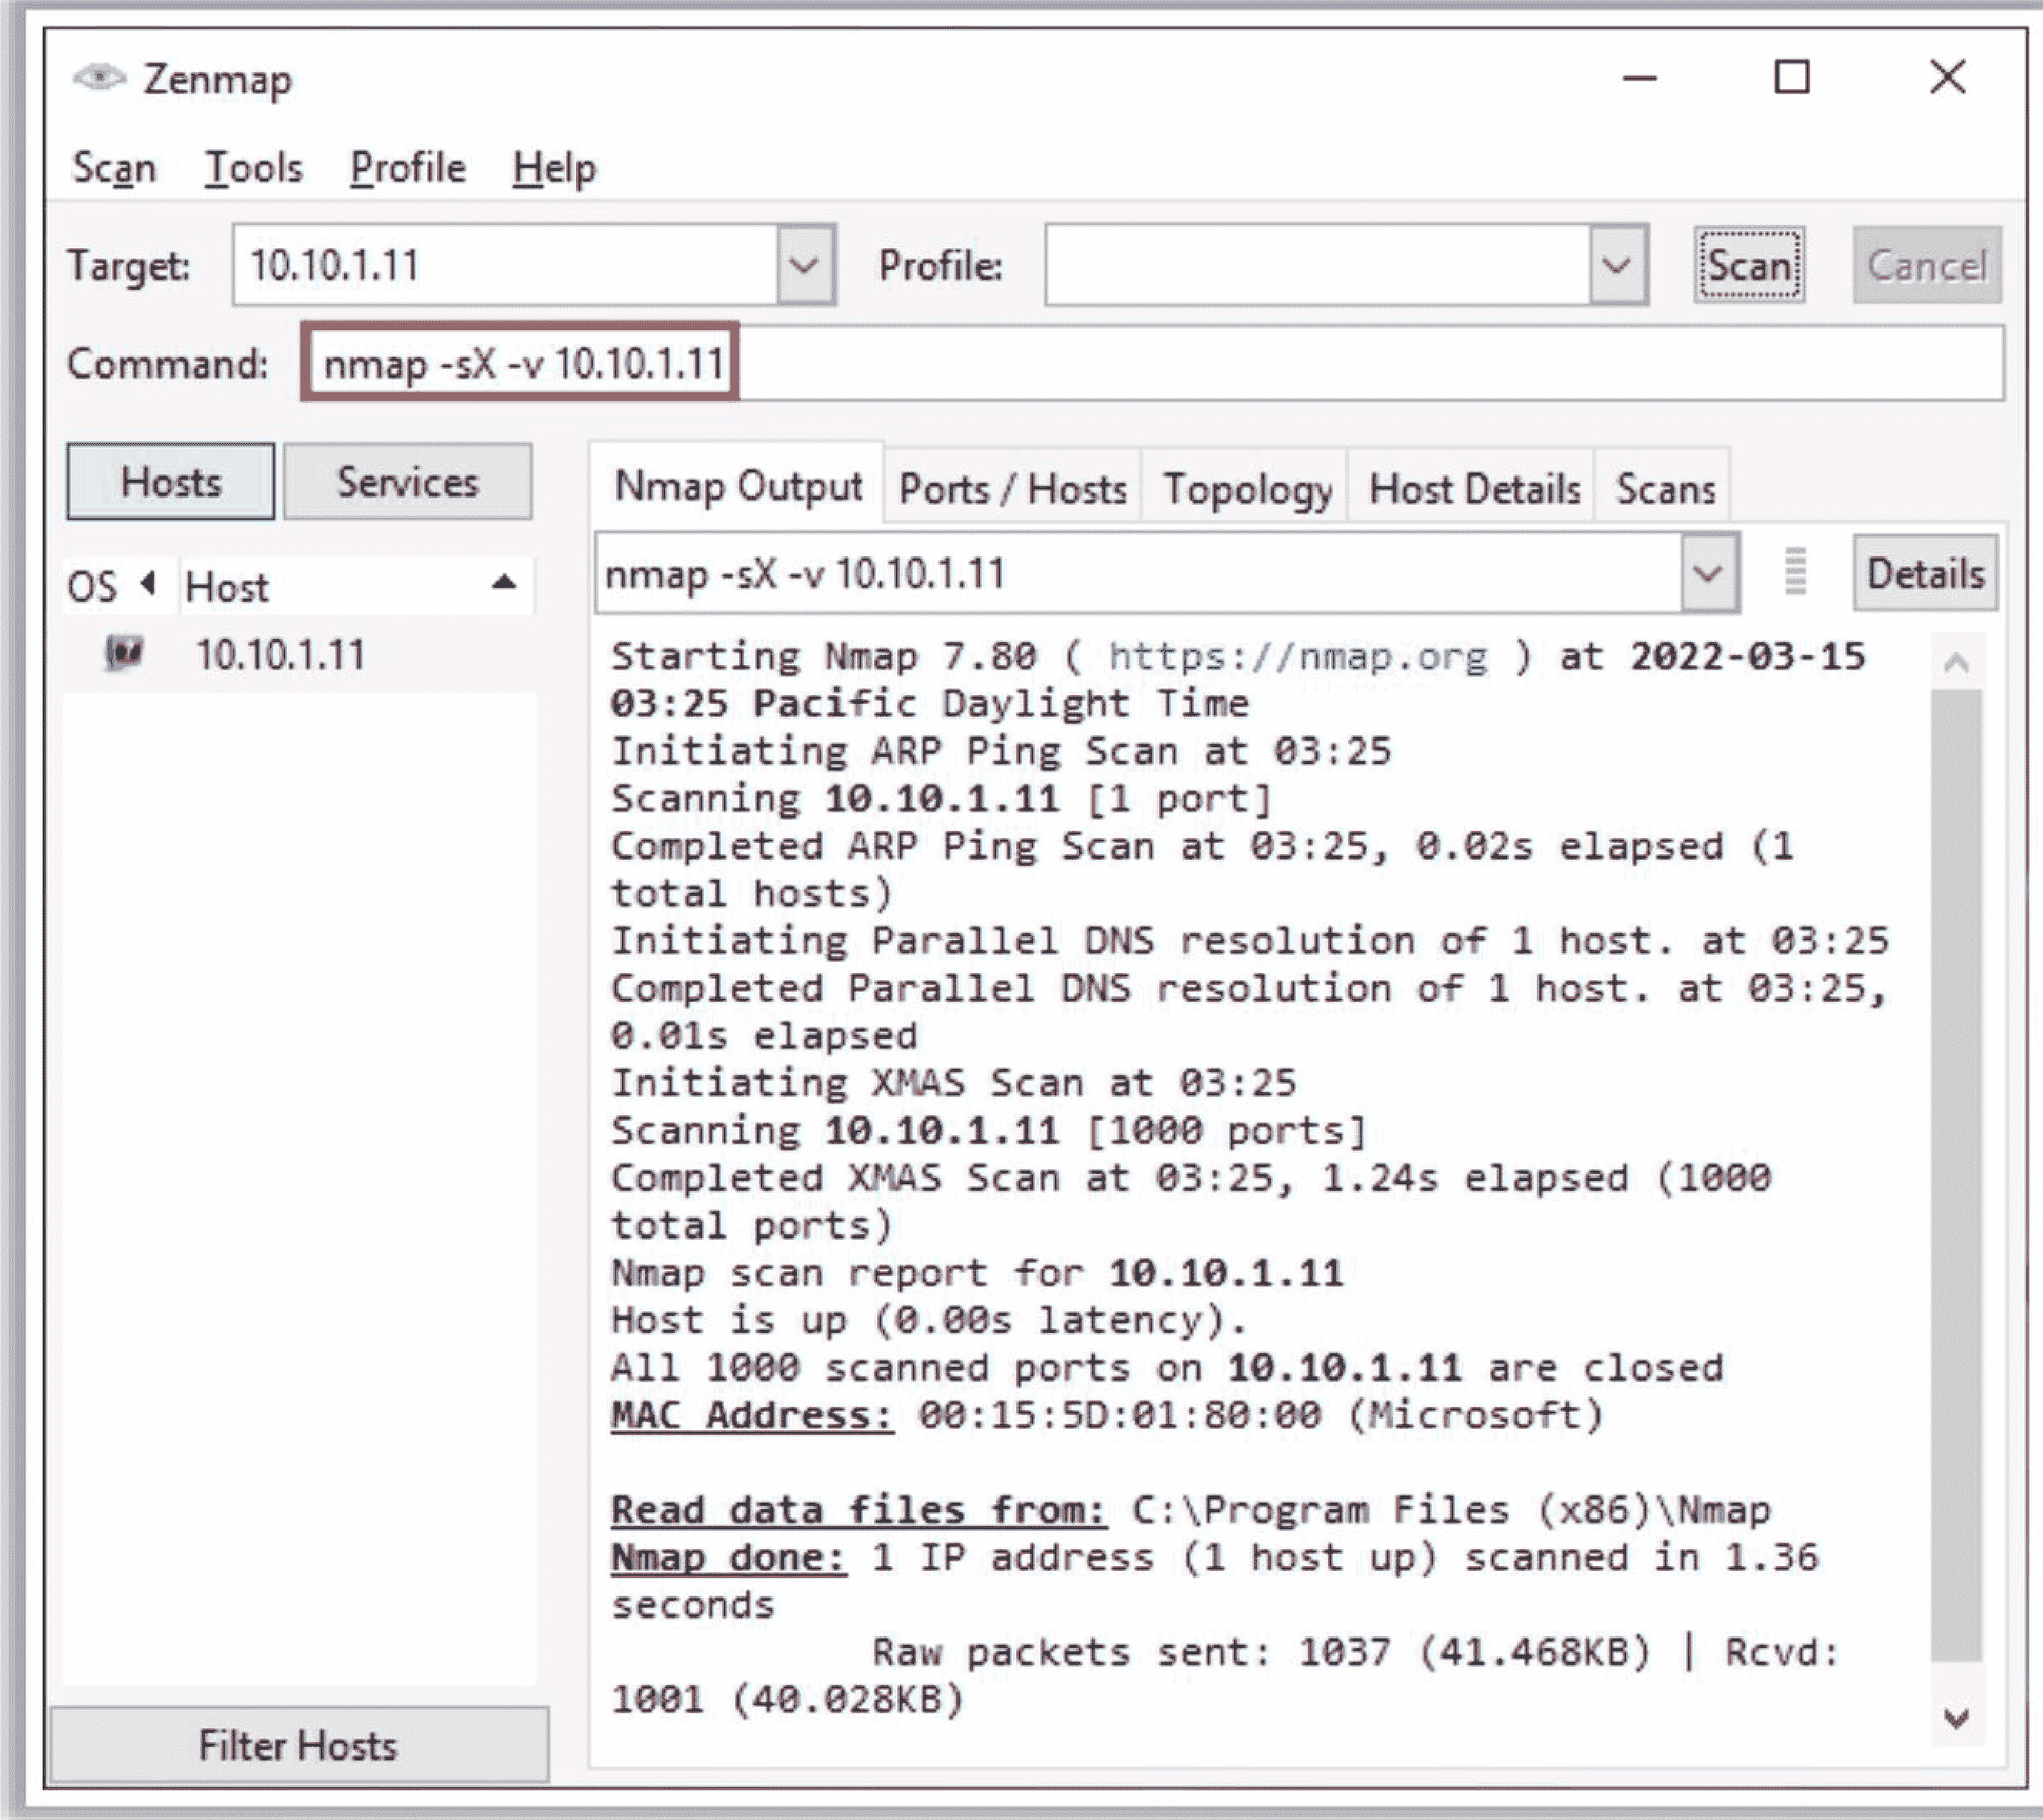 Zenmap
Scan Tools Profile Help
Target: 10.10.1.11 Profile: Scan Cancel
Command: nmap -sX -v 10.10.1.11
Hosts Services
OS Host
10.10.1.11
Filter Hosts
Nmap Output Ports / Hosts Topology Host Details Scans
nmap -sX -v 10.10.1.11 Details
Starting Nmap 7.80 ( https://nmap.org ) at 2022-03-15
03:25 Pacific Daylight Time
Initiating ARP Ping Scan at 03:25
Scanning 10.10.1.11 [1 port]
Completed ARP Ping Scan at 03:25, 0.02s elapsed (1
total hosts)
Initiating Parallel DNS resolution of 1 host. at 03:25
Completed Parallel DNS resolution of 1 host. at 03:25,
0.01s elapsed
Initiating XMAS Scan at 03:25
Scanning 10.10.1.11 [1000 ports]
Completed XMAS Scan at 03:25, 1.24s elapsed (1000
total ports)
Nmap scan report for 10.10.1.11
Host is up (0.00s latency).
All 1000 scanned ports on 10.10.1.11 are closed
MAC Address: 00:15:5D:01:80:00 (Microsoft)
Read data files from: C:\Program Files (x86)\Nmap
Nmap done: 1 IP address (1 host up) scanned in 1.36
seconds
Raw packets sent: 1037 (41.468KB) | Rcvd:
1001 (40.028KB)